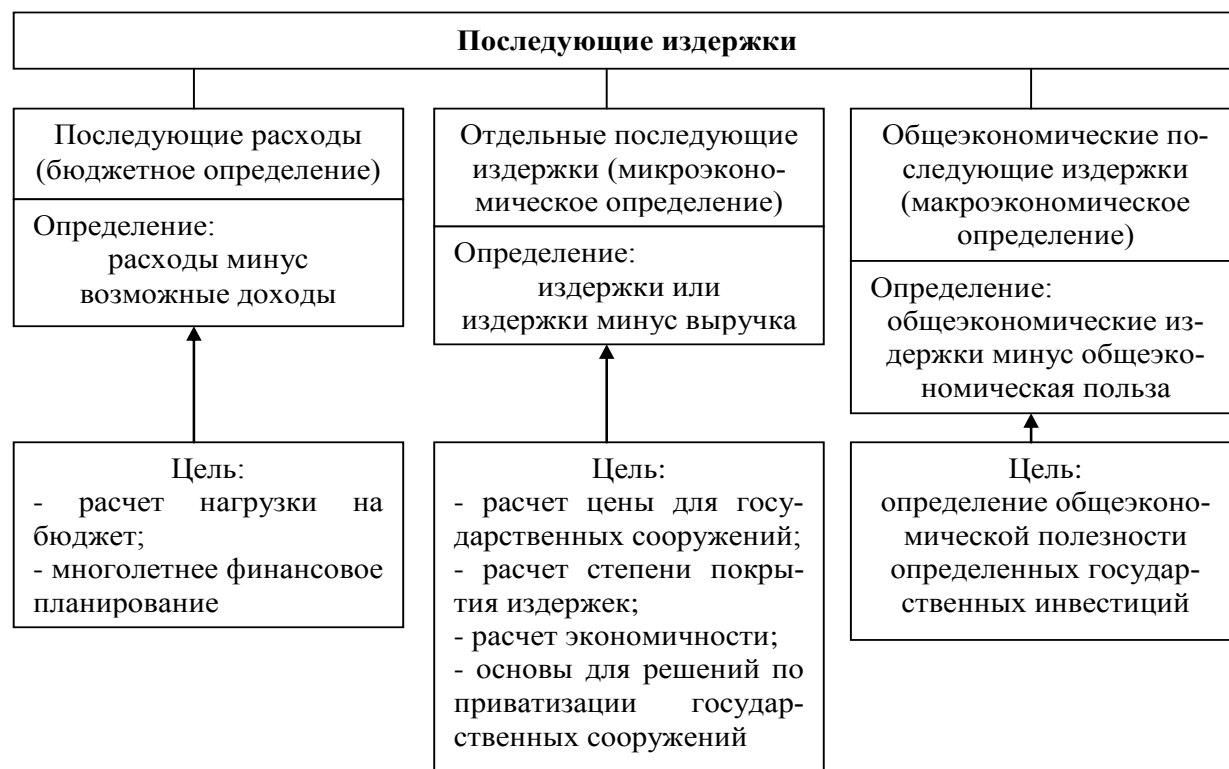 Последующие издержки
Последующие расходы
(бюджетное определение)
Определение:
расходы минус
возможные доходы
Цель:
- расчет нагрузки на
бюджет;
- многолетнее финансовое
планирование
Отдельные последующие
издержки (микроэконо-
мическое определение)
Определение:
издержки или
издержки минус выручка
Цель:
- расчет цены для госу-
дарственных сооружений;
- расчет степени покры-
тия издержек;
- расчет экономичности;
- основы для решений по
приватизации государ-
ственных сооружений
Общеэкономические по-
следующие издержки
(макроэкономическое
определение)
Определение:
общеэкономические из-
держки минус общеэко-
номическая польза
Цель:
определение общеэконо-
мической полезности
определенных государ-
ственных инвестиций